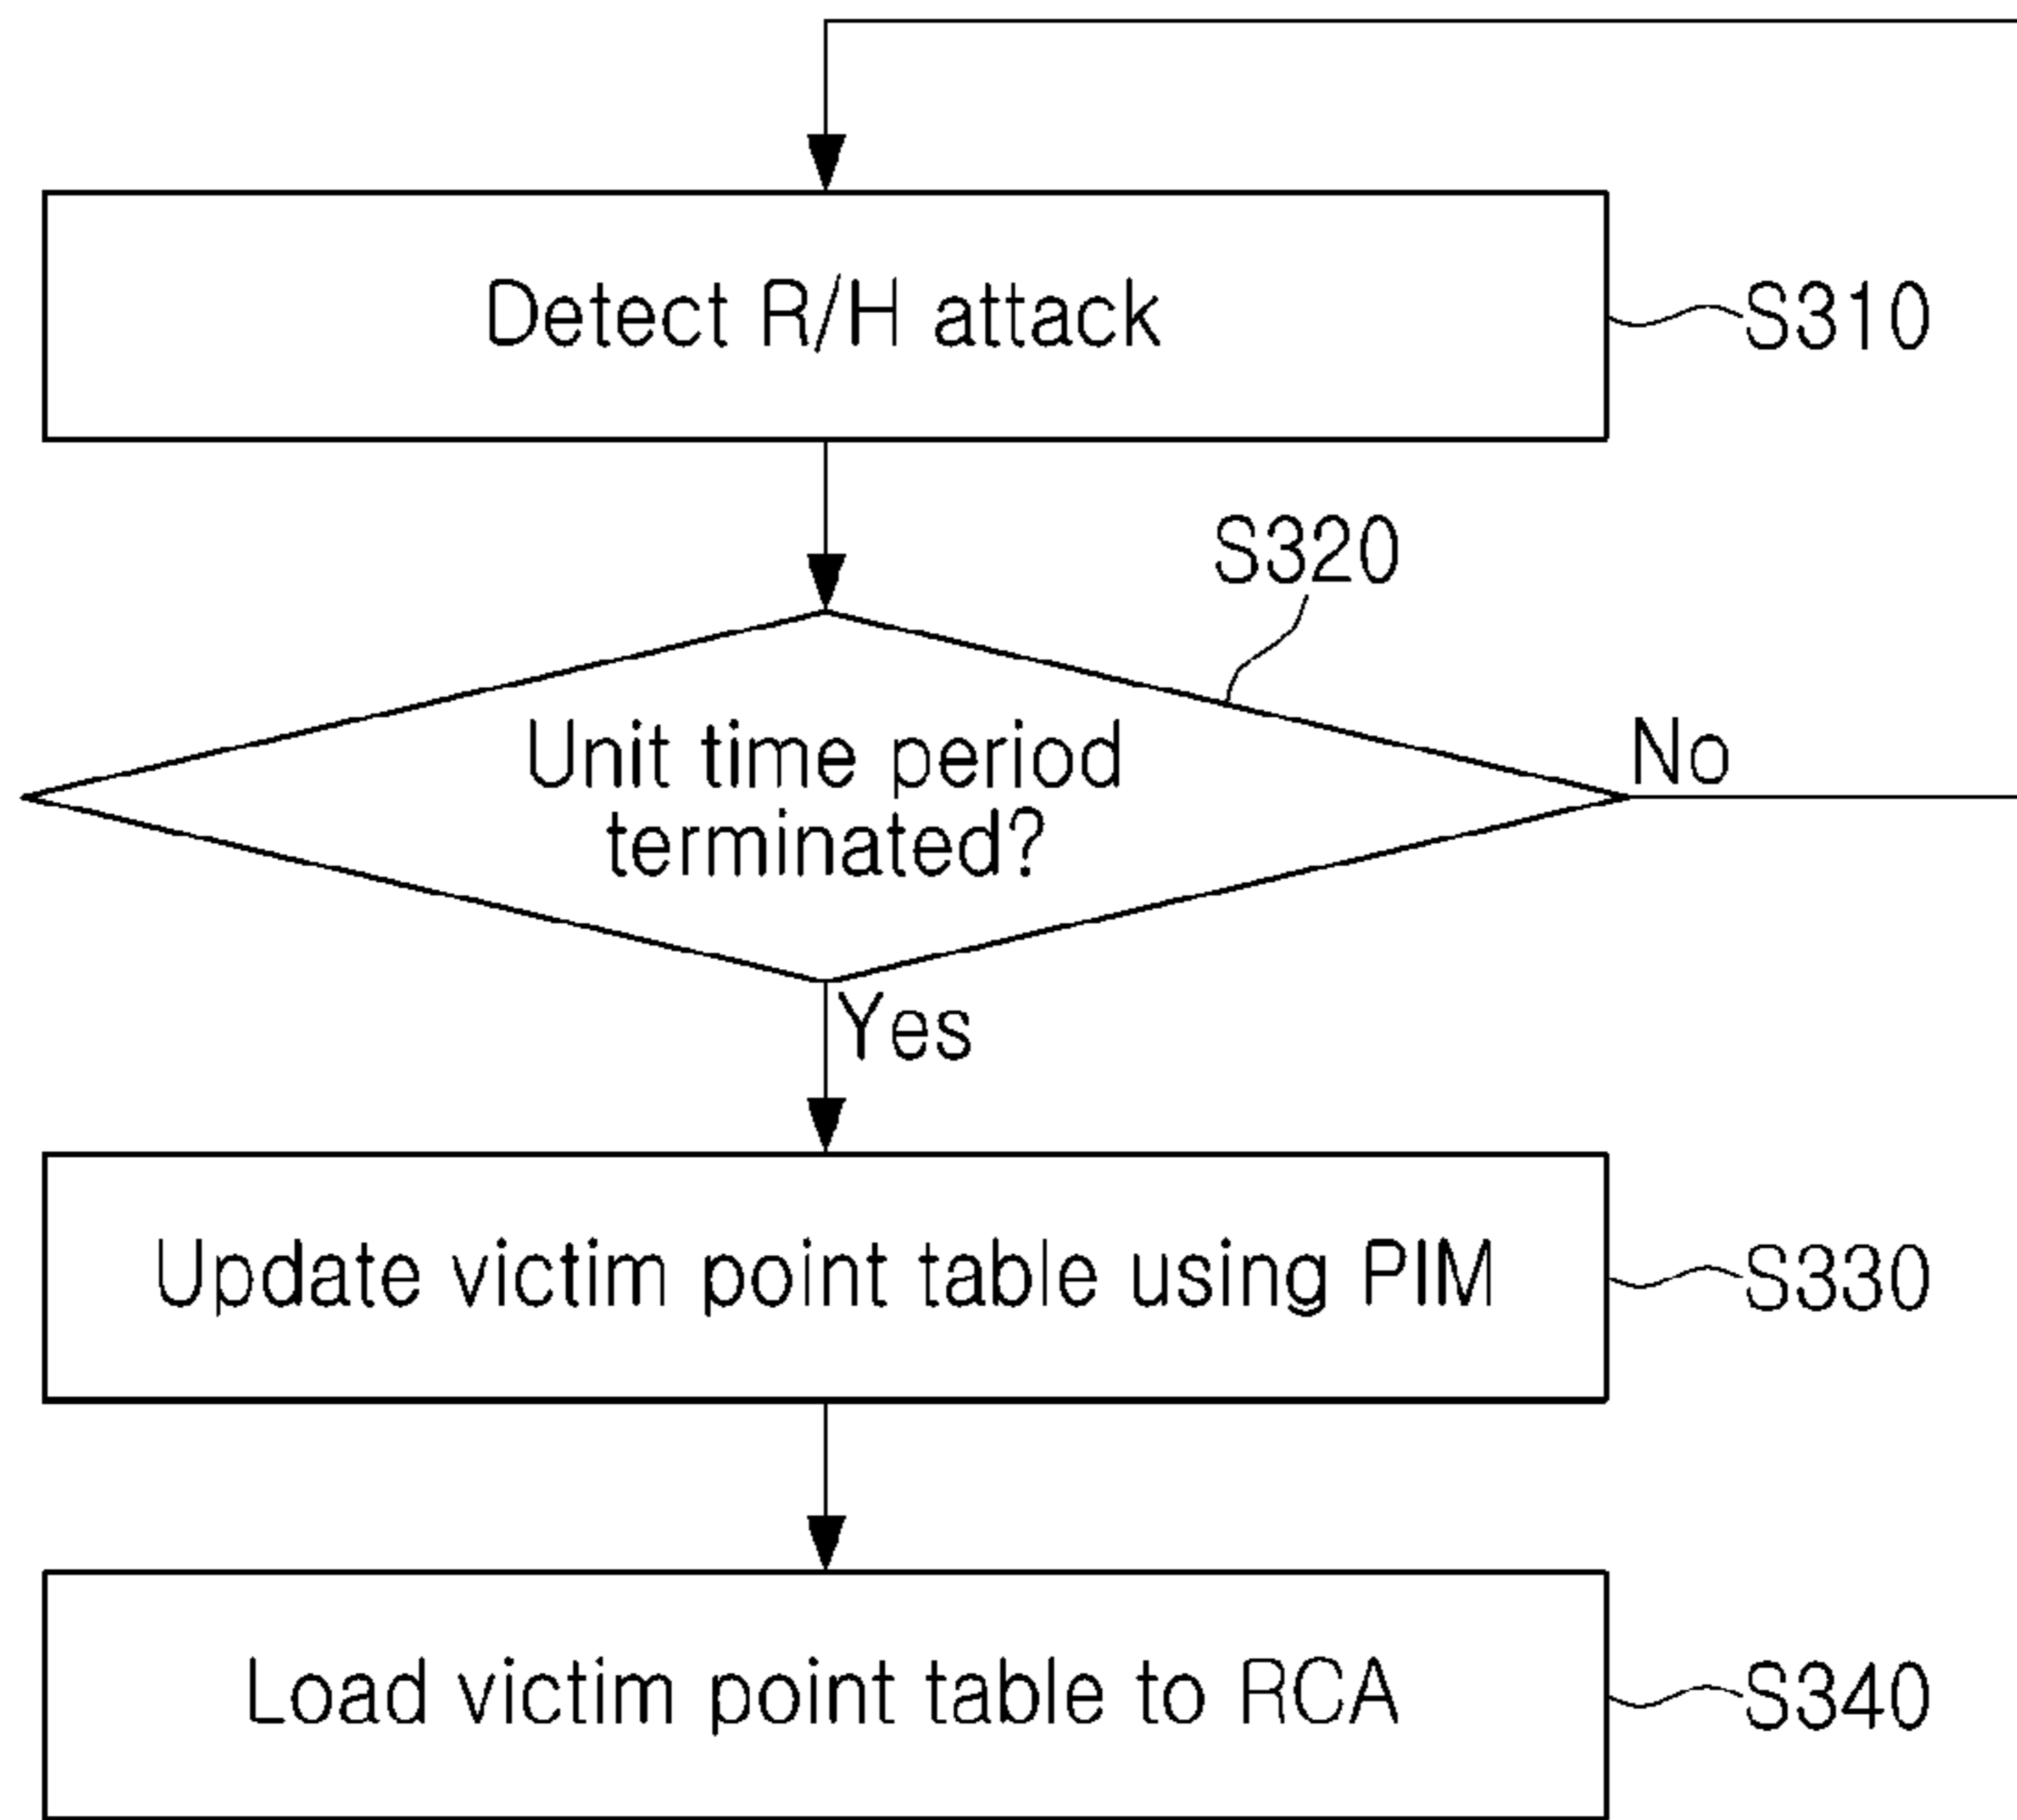 Detect R/H attack
S310
S320
Unit time period
terminated?
No
Yes
Update victim point table using PIM
S330
Load victim point table to RCA
S340